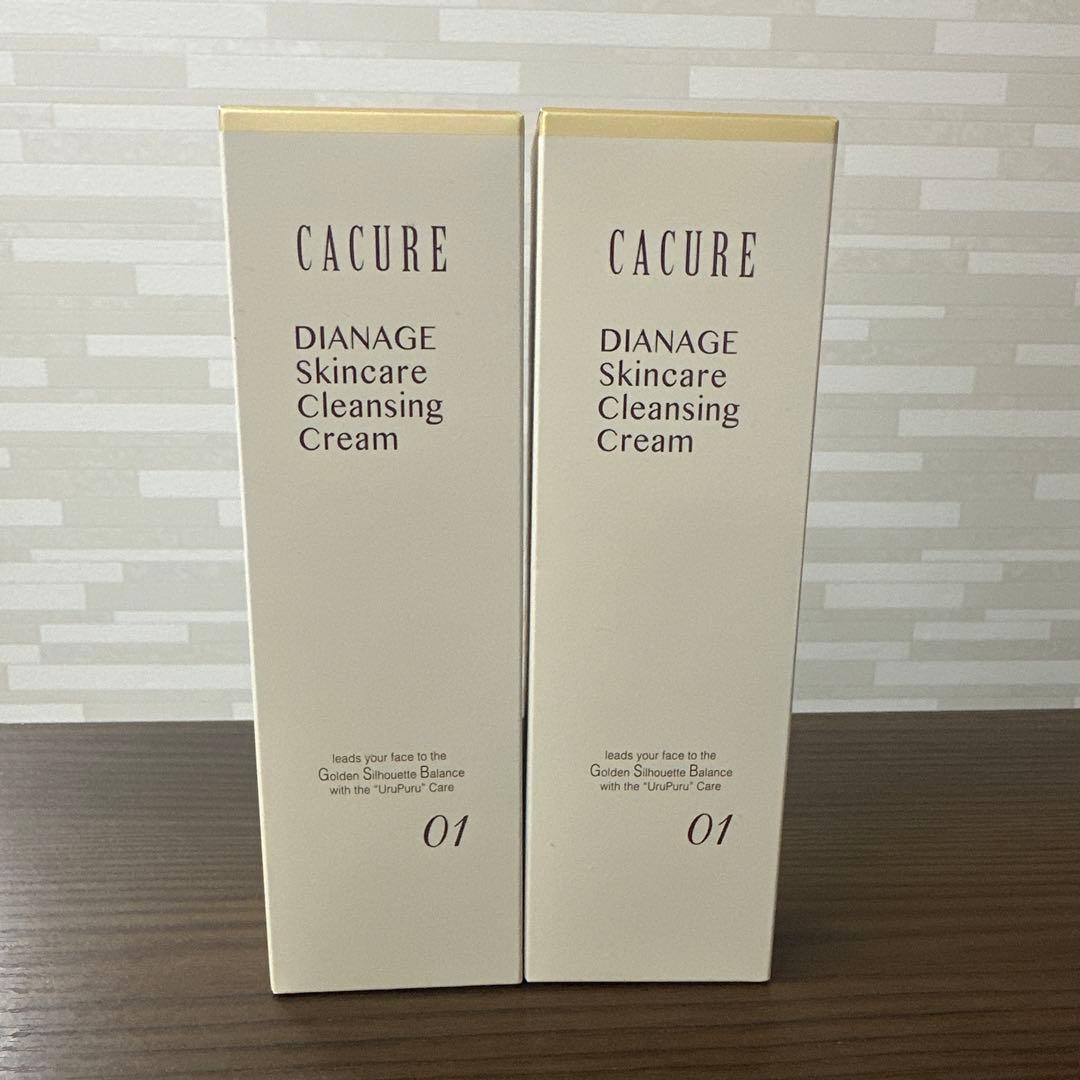 CACURE
DIANAGE
Skincare
Cleansing
Cream
leads your face to the
Golden Silhouette Balance
with the "UruPuru" Care
01
CACURE
DIANAGE
Skincare
Cleansing
Cream
leads your face to the
Golden Silhouette Balance
with the "UruPuru" Care
01